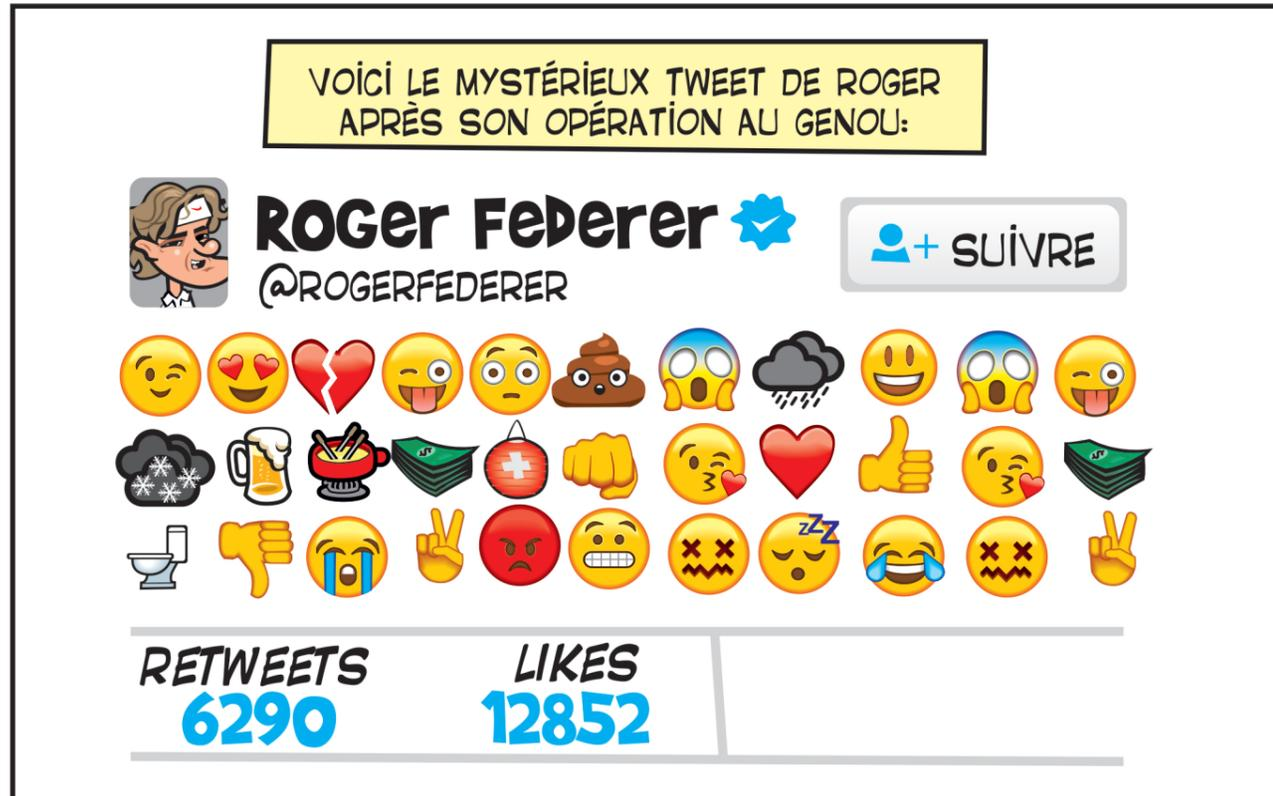 VOICI LE MYSTÉRIEUX TWEET DE ROGER
APRÈS SON OPÉRATION AU GENOU:
ROGER FEDERER
@ROGERFEDERER
SUIVRE
zZZ
RETWEETS
6290
LIKES
12852